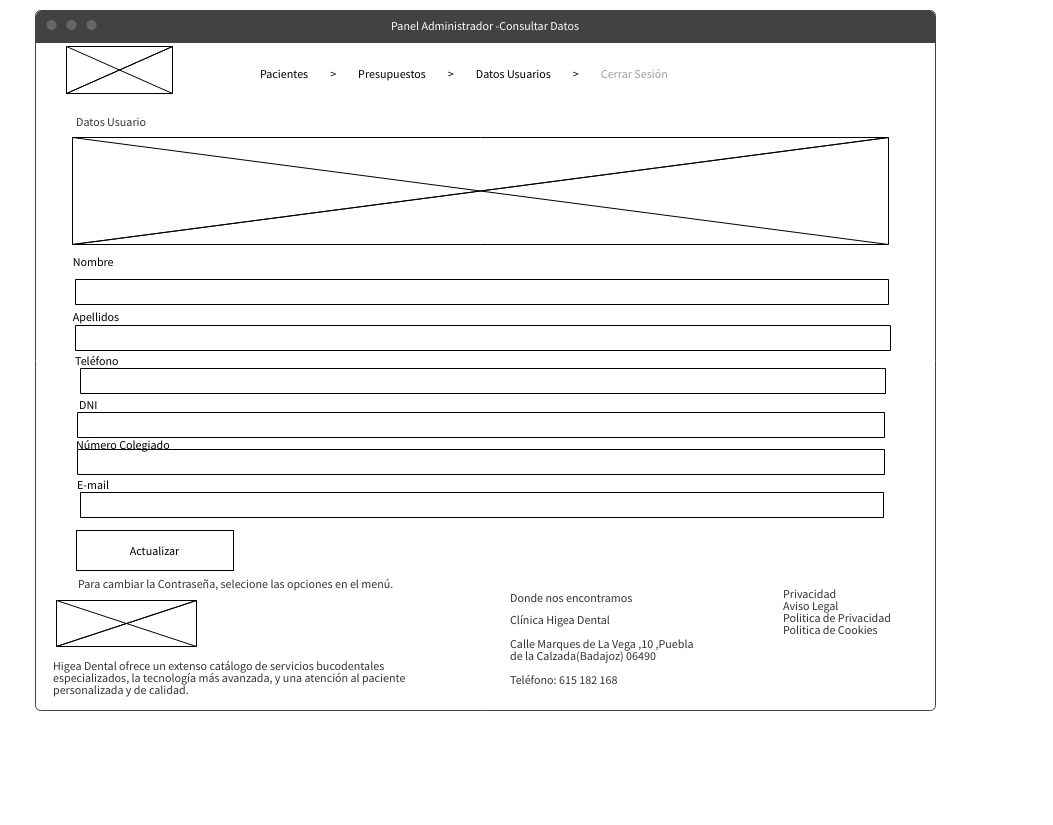 Panel Administrador -Consultar Datos
Pacientes > Presupuestos > Datos Usuarios > Cerrar Sesión
Datos Usuario
Nombre
Apellidos
Teléfono
DNI
Número Colegiado
E-mail
Actualizar
Para cambiar la Contraseña, selecione las opciones en el menú.
Higea Dental ofrece un extenso catálogo de servicios bucodentales
especializados, la tecnología más avanzada, y una atención al paciente
personalizada y de calidad.
Donde nos encontramos
Clínica Higea Dental
Calle Marques de La Vega ,10 ,Puebla
de la Calzada(Badajoz) 06490
Teléfono: 615 182 168
Privacidad
Aviso Legal
Politica de Privacidad
Politica de Cookies